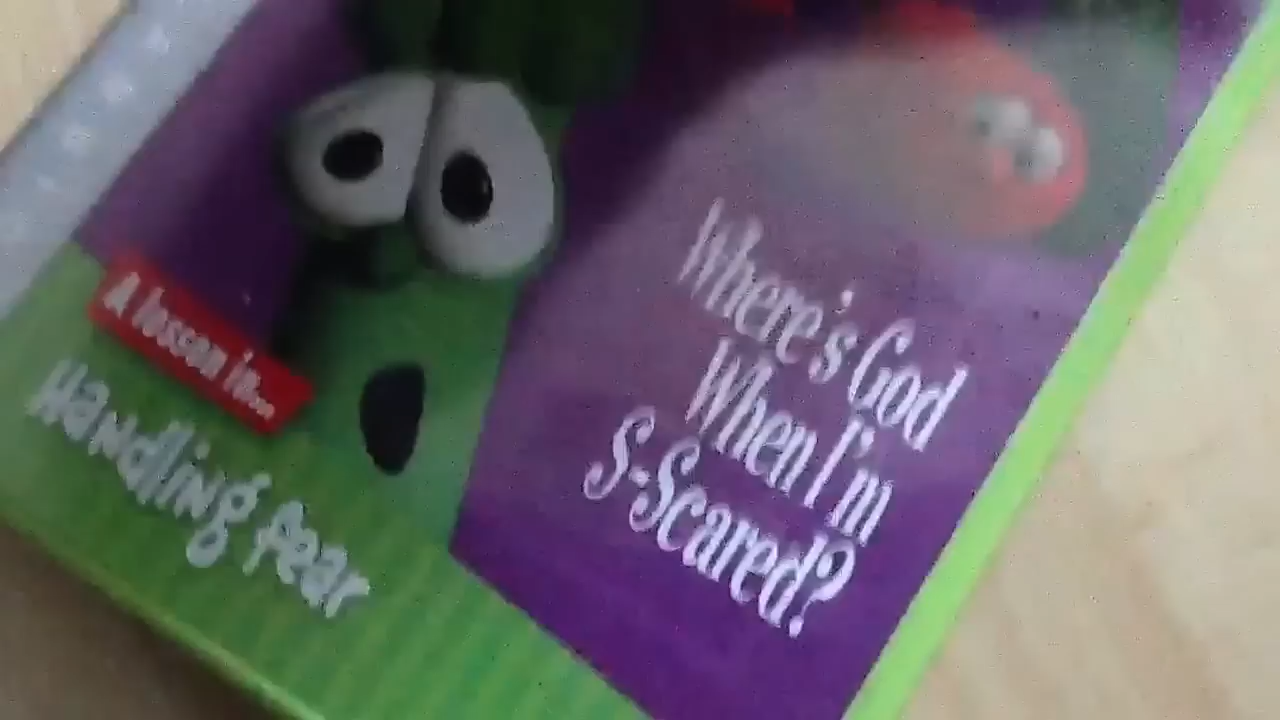 A lesson in...
Handling fear
Where's God
When I'm
S-Scared?